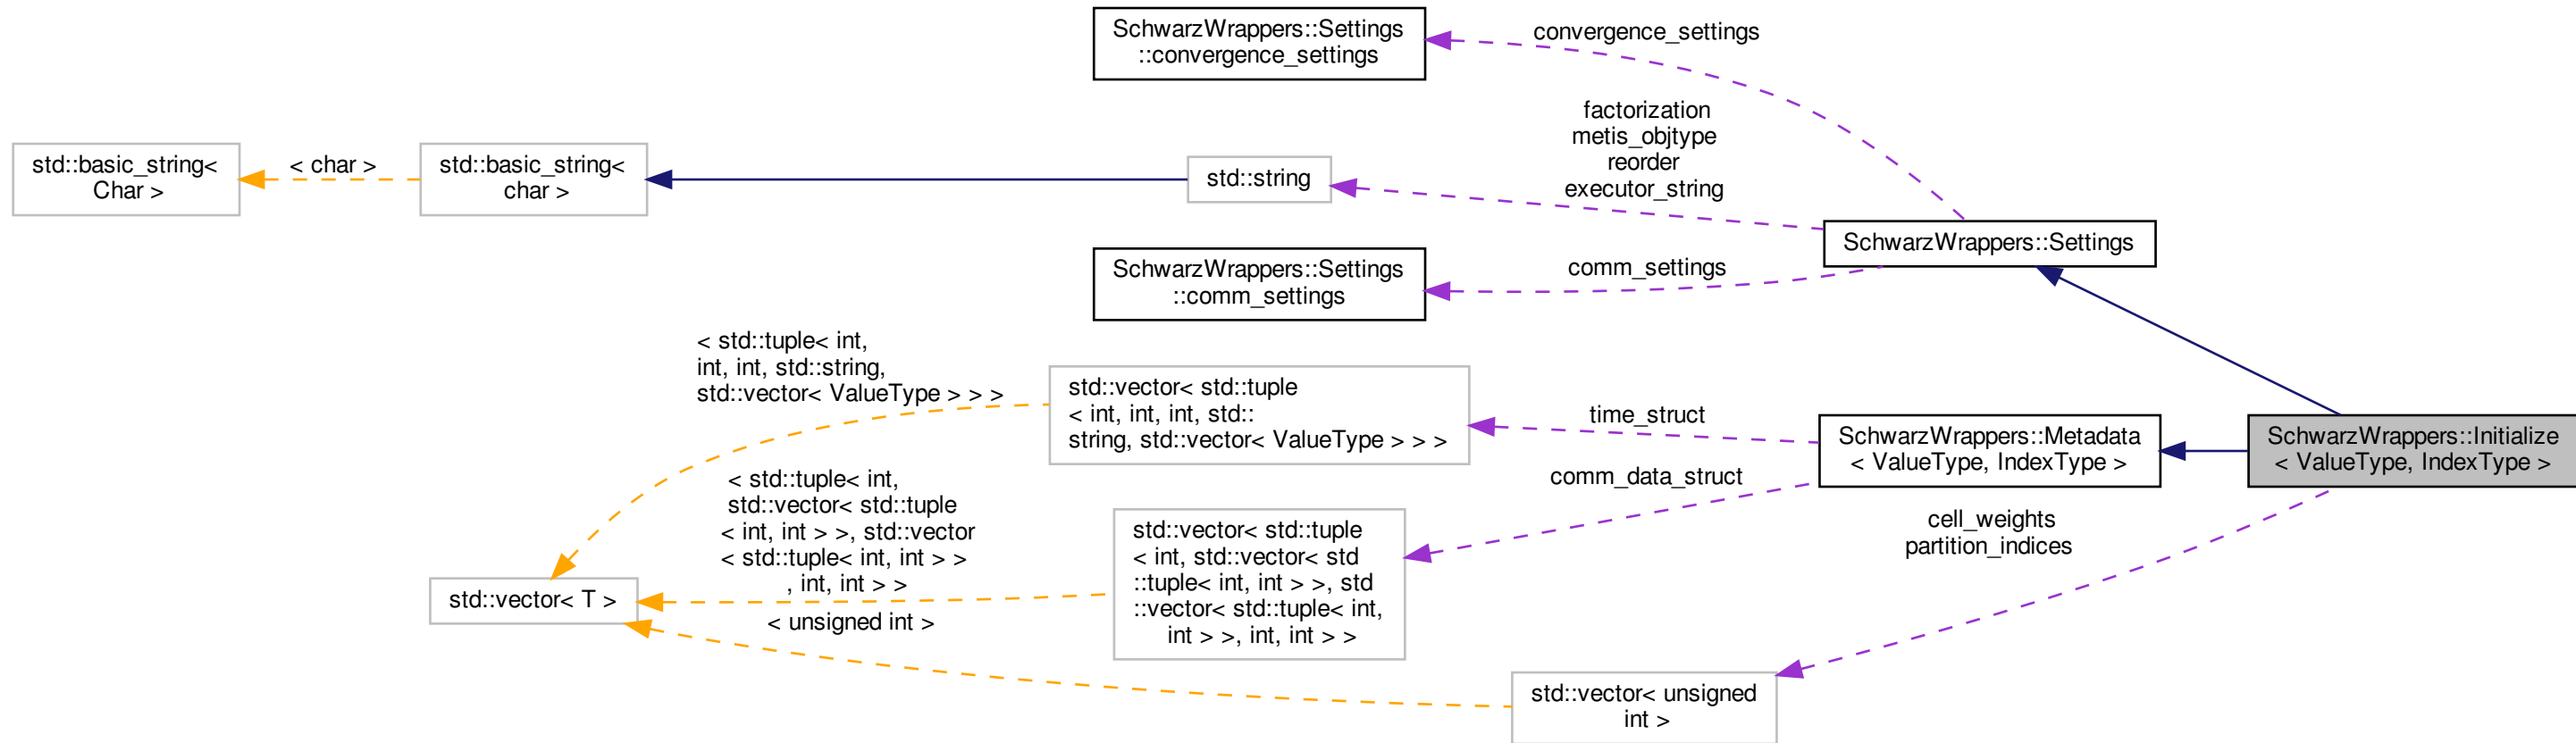 SchwarzWrappers::Settings
::convergence_settings
convergence_settings
factorization
metis_objtype
reorder
executor_string
std::basic_string<
Char >
< char >
std::basic_string<
char >
std::string
SchwarzWrappers::Settings
SchwarzWrappers::Settings
::comm_settings
comm_settings
< std::tuple< int,
int, int, std::string,
std::vector< ValueType > > >
std::vector< std::tuple
< int, int, int, std::
string, std::vector< ValueType > > >
time_struct
SchwarzWrappers::Metadata
< ValueType, IndexType >
SchwarzWrappers::Initialize
< ValueType, IndexType >
< std::tuple< int,
std::vector< std::tuple
< int, int > >, std::vector
< std::tuple< int, int > >
, int, int > >
comm_data_struct
std::vector< std::tuple
< int, std::vector< std
::tuple< int, int > >, std
::vector< std::tuple< int,
int > >, int, int > >
cell_weights
partition_indices
std::vector< T >
< unsigned int >
std::vector< unsigned
int >